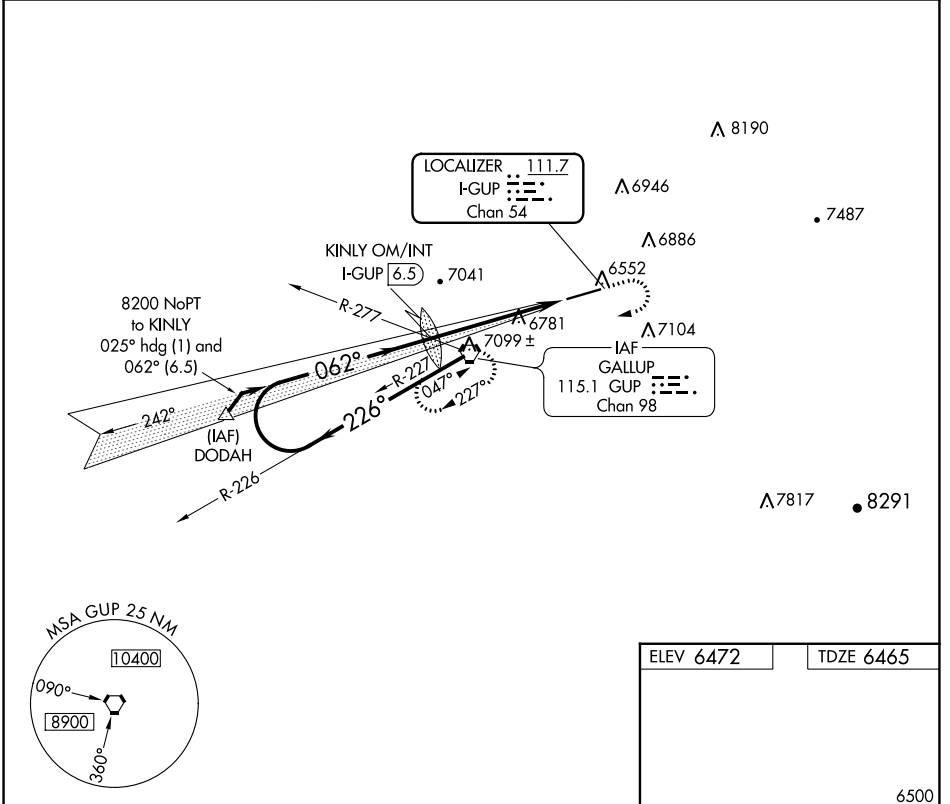 8190
LOCALIZER 111.7
I-GUP
Chan 54
6946
7487
6886
KINLY OM/INT
I-GUP 6.5
7041
6552
8200 NoPT
to KINLY
025° hdg (1) and
062° (6.5)
R-277
6781
7104
7099 ±
062°
R-227
047°
227°
IAF
GALLUP
115.1 GUP
Chan 98
242°
226°
(IAF)
DODAH
R-226
7817
8291
MSA GUP 25 NM
10400
090°
8900
360°
ELEV 6472
TDZE 6465
6500